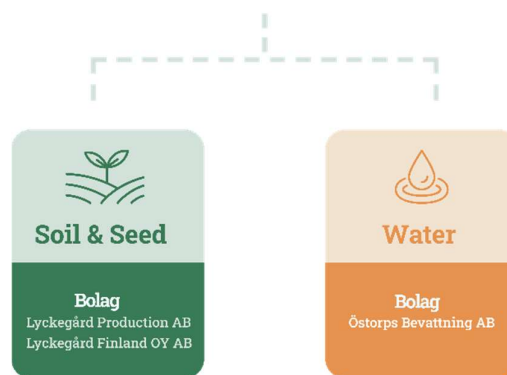 Soil & Seed
Bolag
Lyckegård Production AB
Lyckegård Finland OY AB
Water
Bolag
Östorps Bevattning AB